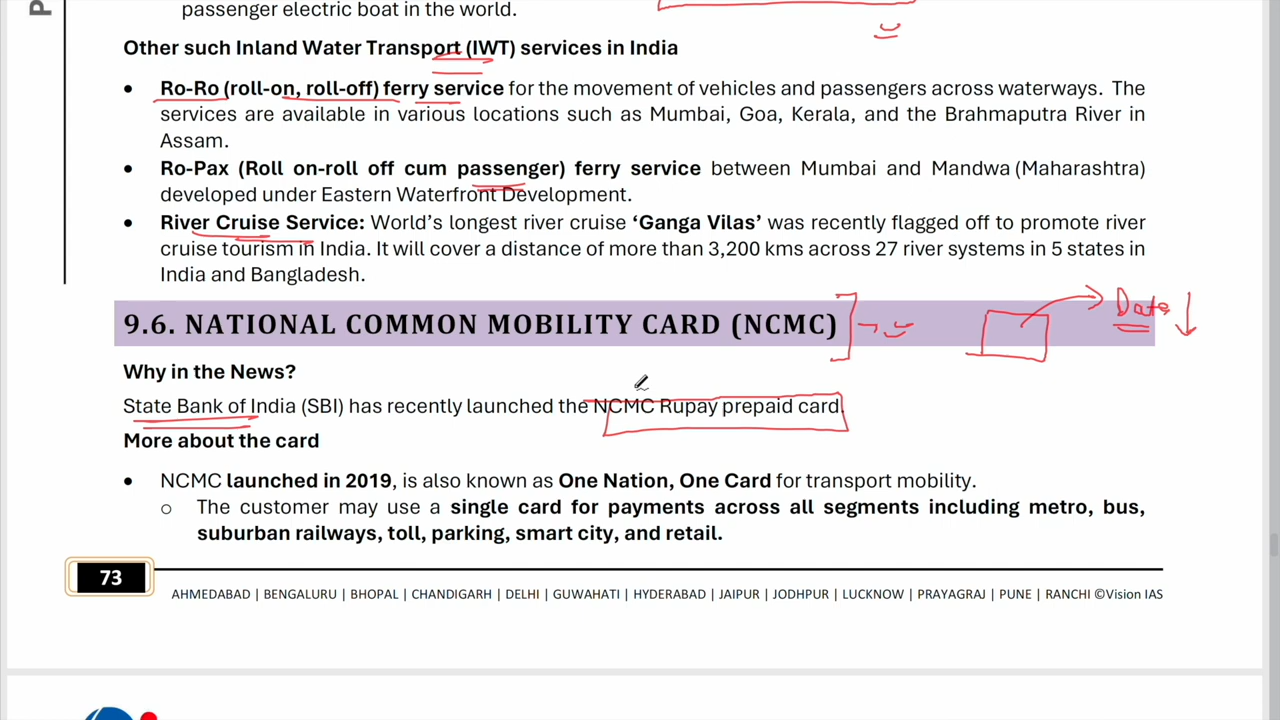 P
passenger electric boat in the world.
Other such Inland Water Transport (IWT) services in India
• Ro-Ro (roll-on, roll-off) ferry service for the movement of vehicles and passengers across waterways. The
services are available in various locations such as Mumbai, Goa, Kerala, and the Brahmaputra River in
Assam.
• Ro-Pax (Roll on-roll off cum passenger) ferry service between Mumbai and Mandwa (Maharashtra)
developed under Eastern Waterfront Development.
• River Cruise Service: World’s longest river cruise ‘Ganga Vilas’ was recently flagged off to promote river
cruise tourism in India. It will cover a distance of more than 3,200 kms across 27 river systems in 5 states in
India and Bangladesh.
9.6. NATIONAL COMMON MOBILITY CARD (NCMC)
Date
Why in the News?
State Bank of India (SBI) has recently launched the NCMC Rupay prepaid card.
More about the card
• NCMC launched in 2019, is also known as One Nation, One Card for transport mobility.
o The customer may use a single card for payments across all segments including metro, bus,
suburban railways, toll, parking, smart city, and retail.
73
AHMEDABAD | BENGALURU | BHOPAL | CHANDIGARH | DELHI | GUWAHATI | HYDERABAD | JAIPUR | JODHPUR | LUCKNOW | PRAYAGRAJ | PUNE | RANCHI ©Vision IAS